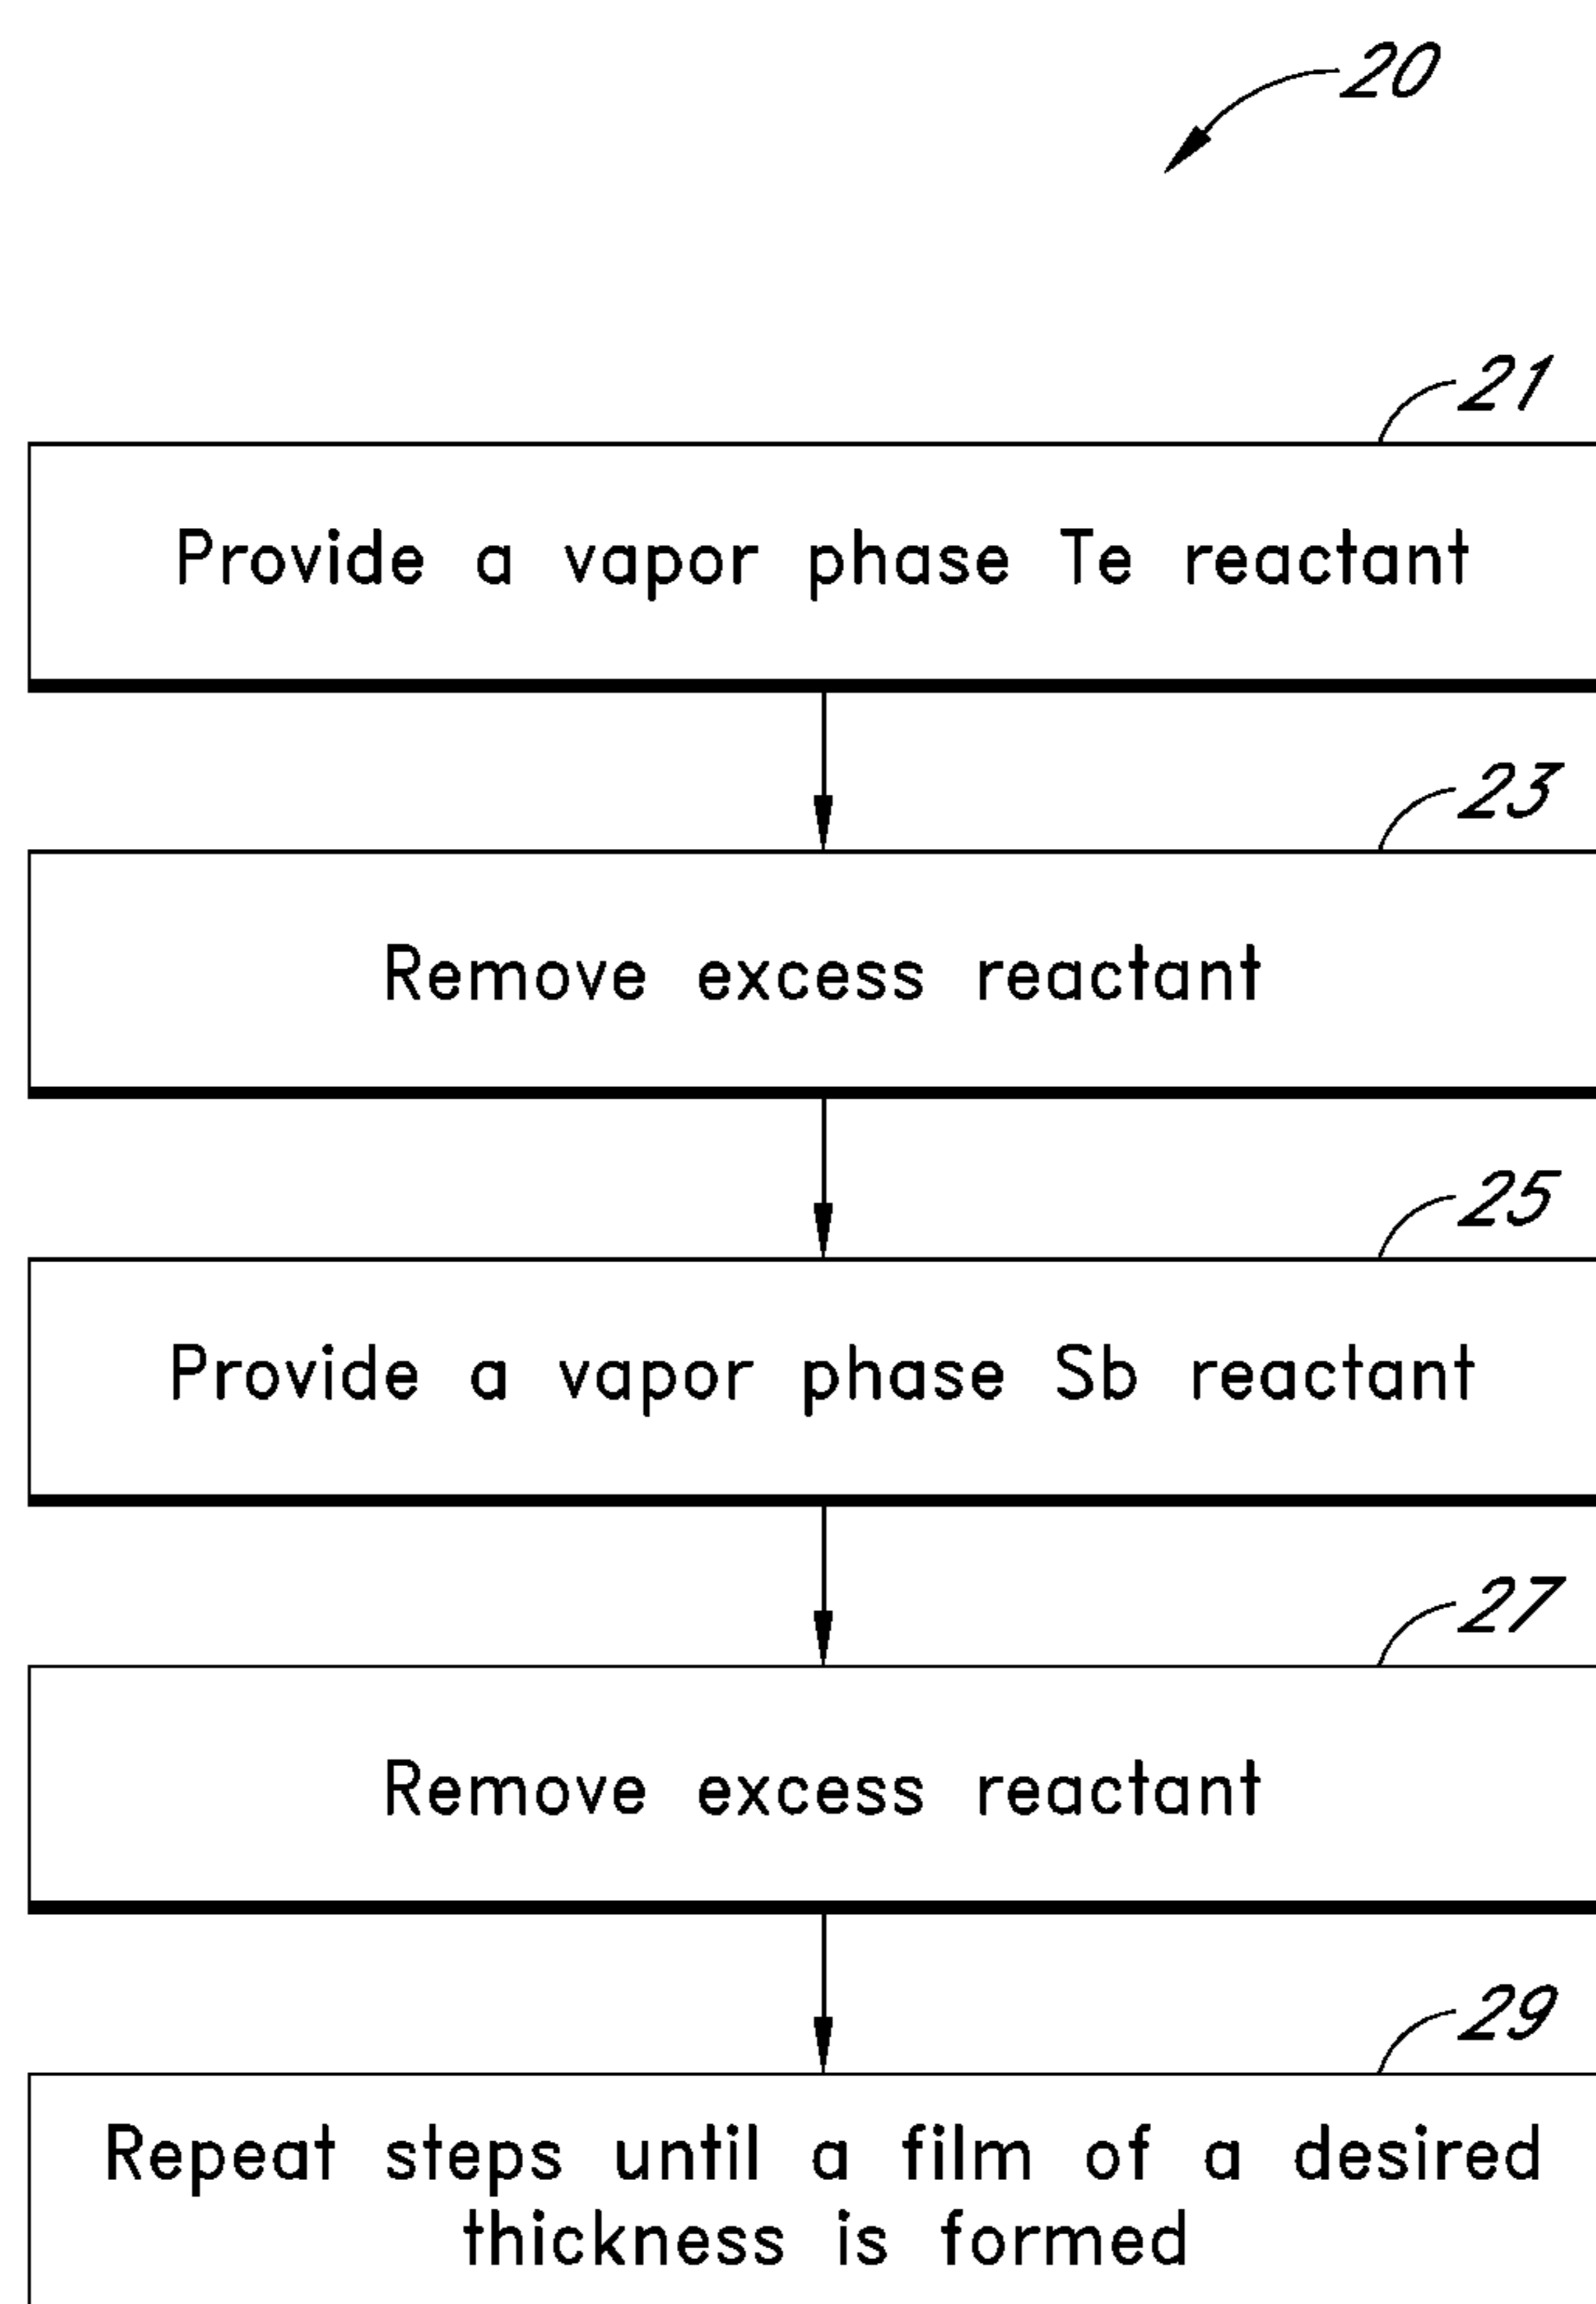 20
21
Provide a vapor phase Te reactant
23
Remove excess reactant
25
Provide a vapor phase Sb reactant
27
Remove excess reactant
29
Repeat steps until a film of a desired
thickness is formed